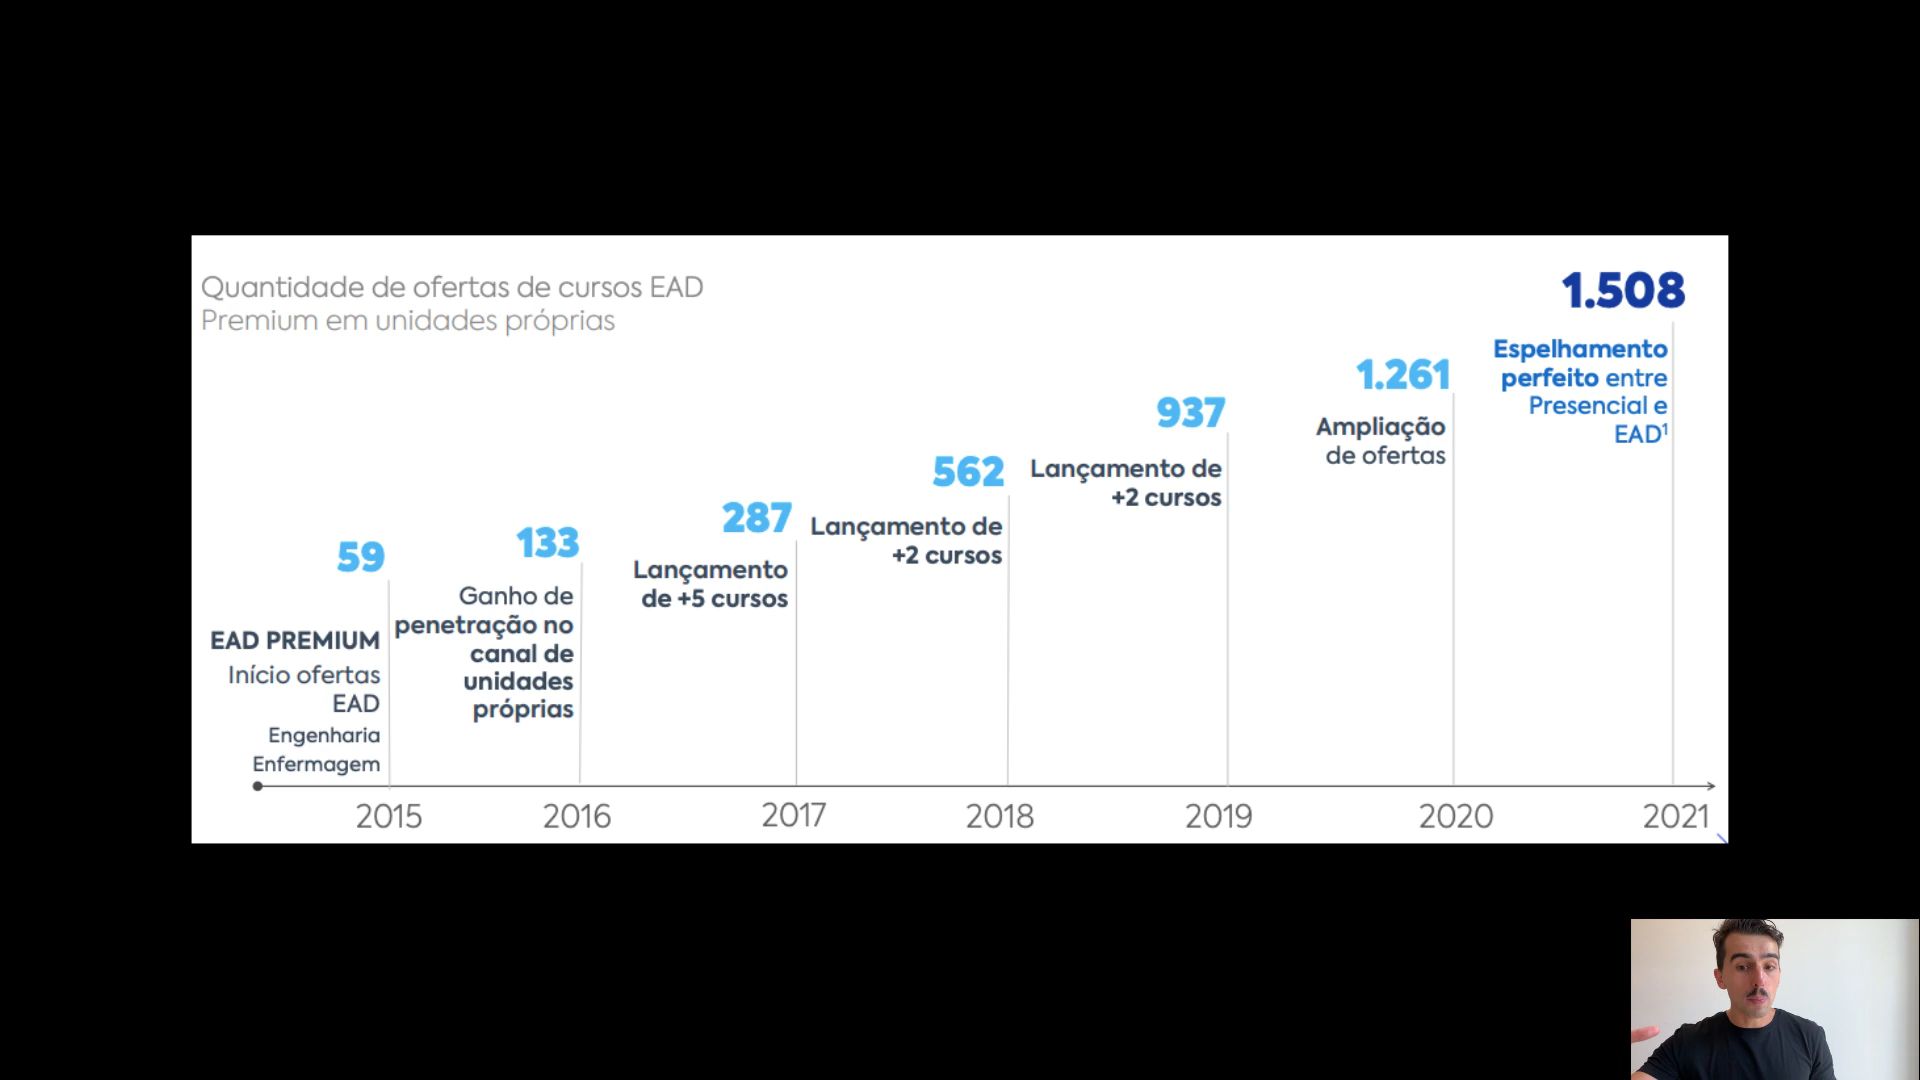 Quantidade de ofertas de cursos EAD
Premium em unidades próprias
59
EAD PREMIUM
Início ofertas
EAD
Engenharia
Enfermagem
133
Ganho de
penetração no
canal de
unidades
próprias
287
Lançamento
de +5 cursos
562
Lançamento de
+2 cursos
937
Lançamento de
+2 cursos
1.261
Ampliação
de ofertas
1.508
Espelhamento
perfeito entre
Presencial e
EAD¹
2015 2016 2017 2018 2019 2020 2021